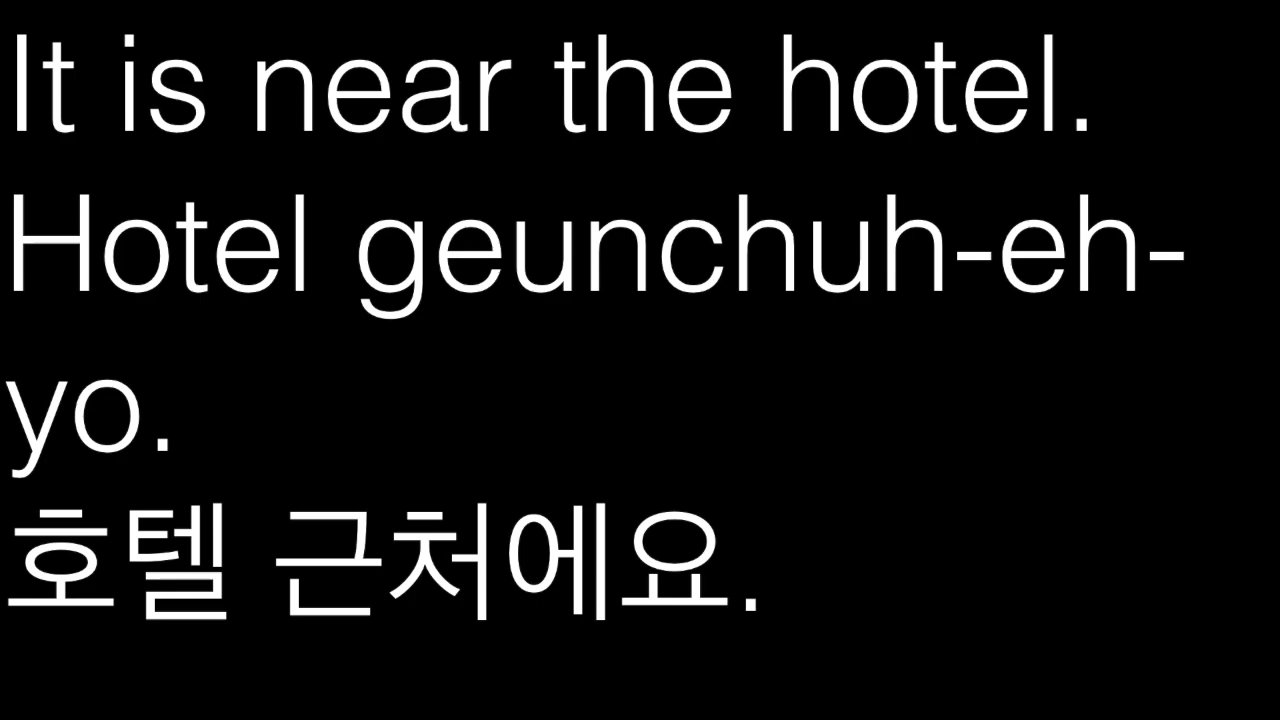 It is near the hotel.
Hotel geunchuh-eh-
yo.
호텔 근처에요.